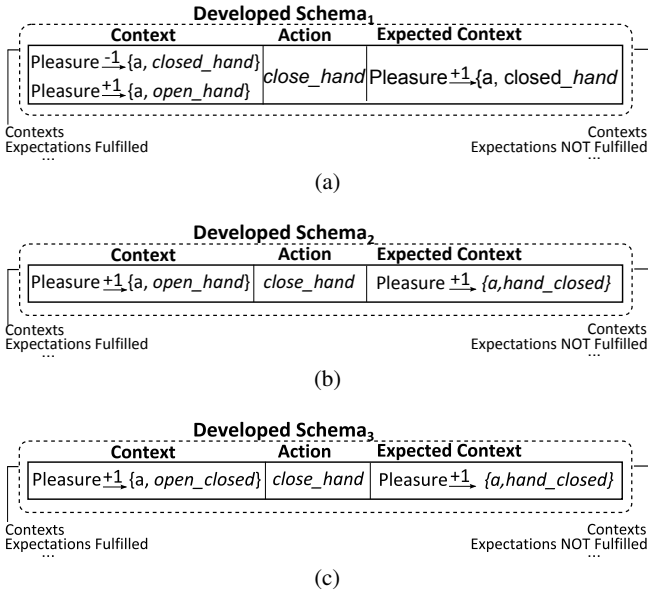 Developed Schema₁
Context Action Expected Context
Pleasure -1 {a, closed_hand}
Pleasure +1 {a, open_hand}
close_hand
Pleasure +1 {a, closed_hand
Contexts Contexts
Expectations Fulfilled Expectations NOT Fulfilled
... ...
(a)
Developed Schema₂
Context Action Expected Context
Pleasure +1 {a, open_hand} close_hand Pleasure +1 {a,hand_closed}
Contexts Contexts
Expectations Fulfilled Expectations NOT Fulfilled
... ...
(b)
Developed Schema₃
Context Action Expected Context
Pleasure +1 {a, open_closed} close_hand Pleasure +1 {a,hand_closed}
Contexts Contexts
Expectations Fulfilled Expectations NOT Fulfilled
... ...
(c)